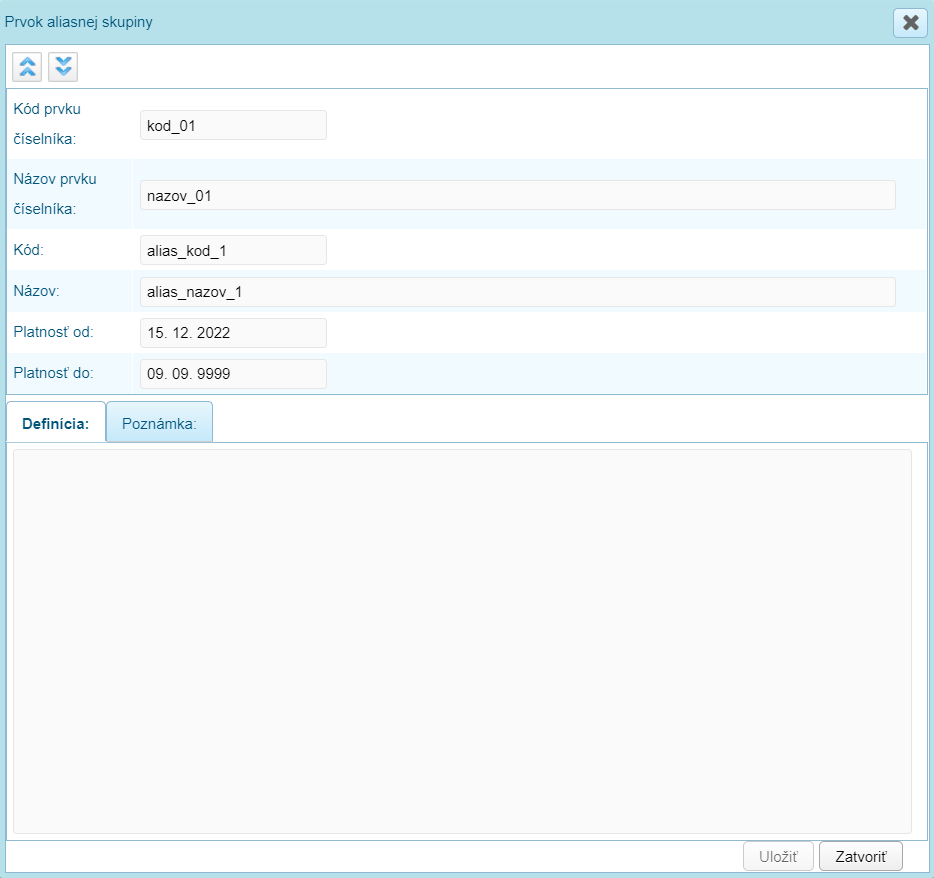 Prvok aliasnej skupiny
Kód prvku
číselníka:
kod_01
Názov prvku
číselníka:
nazov_01
Kód:
alias_kod_1
Názov:
alias_nazov_1
Platnosť od:
15. 12. 2022
Platnosť do:
09. 09. 9999
Definícia:
Poznámka:
Uložiť
Zatvoriť